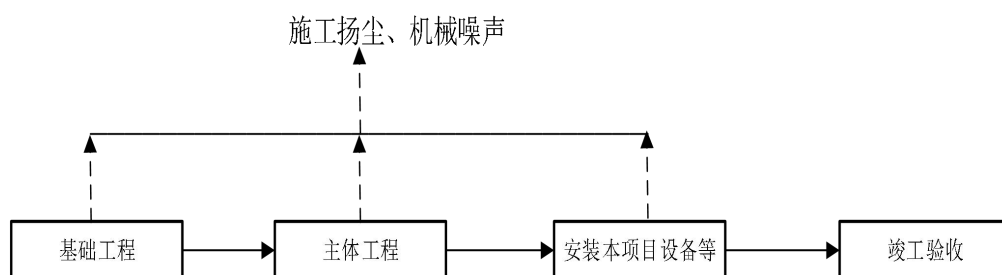 施工扬尘、机械噪声
基础工程
主体工程
安装本项目设备等
竣工验收